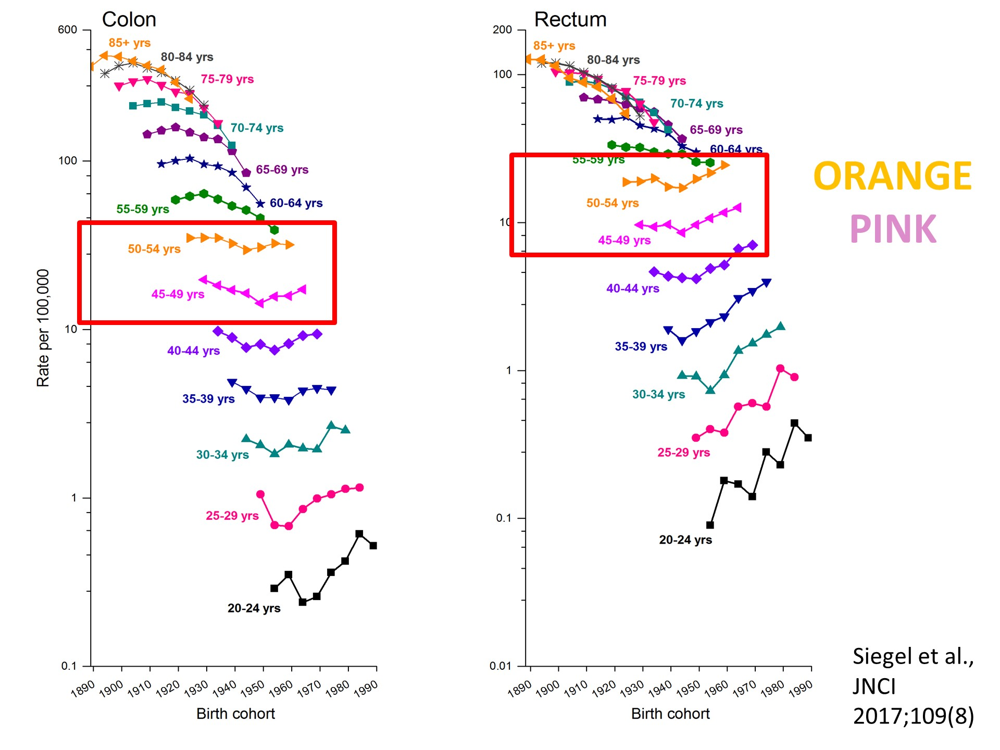 Colon
600
100
10
1
0.1
Rate per 100,000
85+ yrs
80-84 yrs
75-79 yrs
70-74 yrs
65-69 yrs
60-64 yrs
55-59 yrs
50-54 yrs
45-49 yrs
40-44 yrs
35-39 yrs
30-34 yrs
25-29 yrs
20-24 yrs
1890 1900 1910 1920 1930 1940 1950 1960 1970 1980 1990
Birth cohort
Rectum
200
100
10
1
0.1
0.01
85+ yrs
80-84 yrs
75-79 yrs
70-74 yrs
65-69 yrs
60-64 yrs
55-59 yrs
50-54 yrs
45-49 yrs
40-44 yrs
35-39 yrs
30-34 yrs
25-29 yrs
20-24 yrs
1890 1900 1910 1920 1930 1940 1950 1960 1970 1980 1990
Birth cohort
ORANGE
PINK
Siegel et al.,
JNCI
2017;109(8)